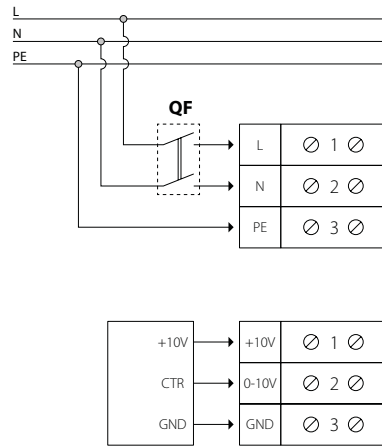 L
N
PE
QF
L 1
N 2
PE 3
+10V +10V 1
CTR 0-10V 2
GND GND 3